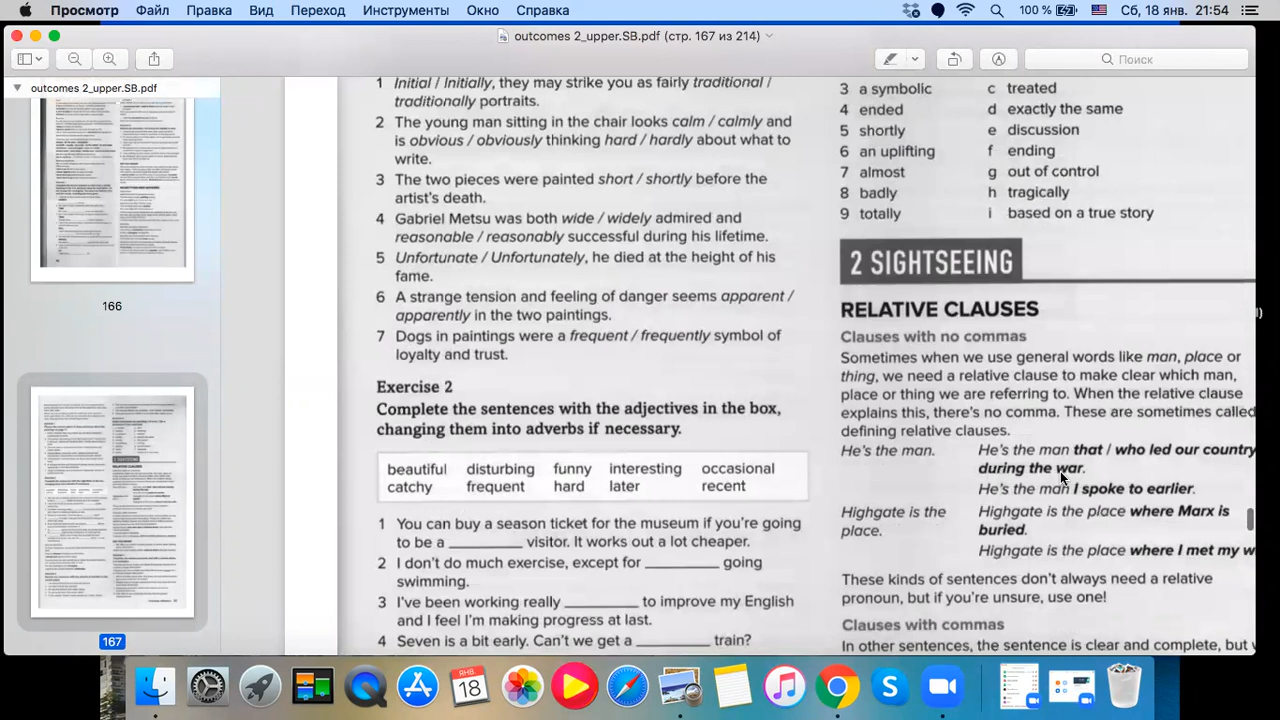 Просмотр Файл Правка Вид Переход Инструменты Окно Справка 100 % Сб, 18 янв. 21:54
outcomes 2_upper.SB.pdf (стр. 167 из 214)
Поиск
outcomes 2_upper.SB.pdf
166
167
1 Initial / Initially, they may strike you as fairly traditional /
traditionally portraits.
2 The young man sitting in the chair looks calm / calmly and
is obvious / obviously thinking hard / hardly about what to
write.
3 The two pieces were painted short / shortly before the
artist's death.
4 Gabriel Metsu was both wide / widely admired and
reasonable / reasonably successful during his lifetime.
5 Unfortunate / Unfortunately, he died at the height of his
fame.
6 A strange tension and feeling of danger seems apparent /
apparently in the two paintings.
7 Dogs in paintings were a frequent / frequently symbol of
loyalty and trust.
Exercise 2
Complete the sentences with the adjectives in the box,
changing them into adverbs if necessary.
beautiful disturbing fairy interesting occasional
catchy frequent hard later recent
1 You can buy a ticket for the museum if you're going
to be a ________ visitor. It works out a lot cheaper.
2 I don't do much exercise, except for ________ going
swimming.
3 I've been working really ________ to improve my English
and I feel I'm making progress at last.
4 Seven is a bit early. Can't we get a ________ train?
3 a symbolic c treated
4 ended d exactly the same
5 shortly e discussion
6 an uplifting f ending
7 almost g out of control
8 badly h tragically
9 totally i based on a true story
2 SIGHTSEEING
RELATIVE CLAUSES
Clauses with no commas
Sometimes when we use general words like man, place or
thing, we need a relative clause to make clear which man,
place or thing we are referring to. When the relative clause
explains this, there's no comma. These are sometimes called
defining relative clauses.
He's the man. He's the man that / who led our country
during the war.
He's the man I spoke to earlier.
Highgate is the Highgate is the place where Marx is
place. buried.
Highgate is the place where I met my w
These kinds of sentences don't always need a relative
pronoun, but if you're unsure, use one!
Clauses with commas
In other sentences, the sentence is clear and complete, but
ЯНВ.
18